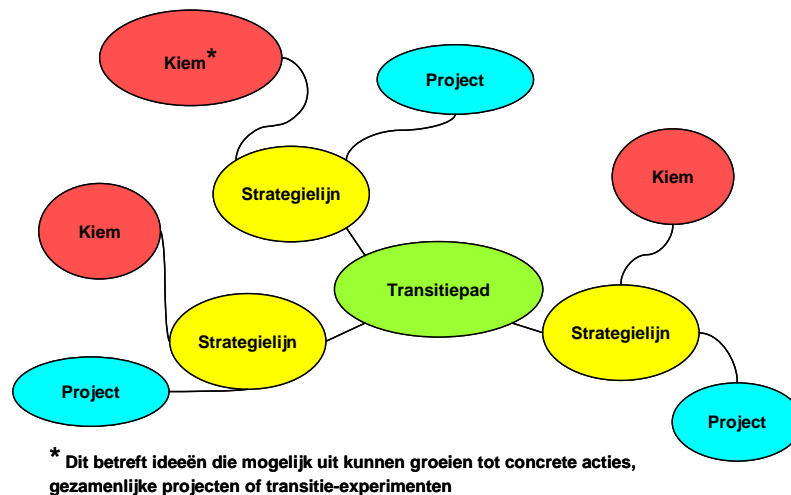 Kiem*
Project
Strategielijn
Kiem
Kiem
Transitiepad
Strategielijn
Strategielijn
Project
Project
* Dit betreft ideeën die mogelijk uit kunnen groeien tot concrete acties,
gezamenlijke projecten of transitie-experimenten